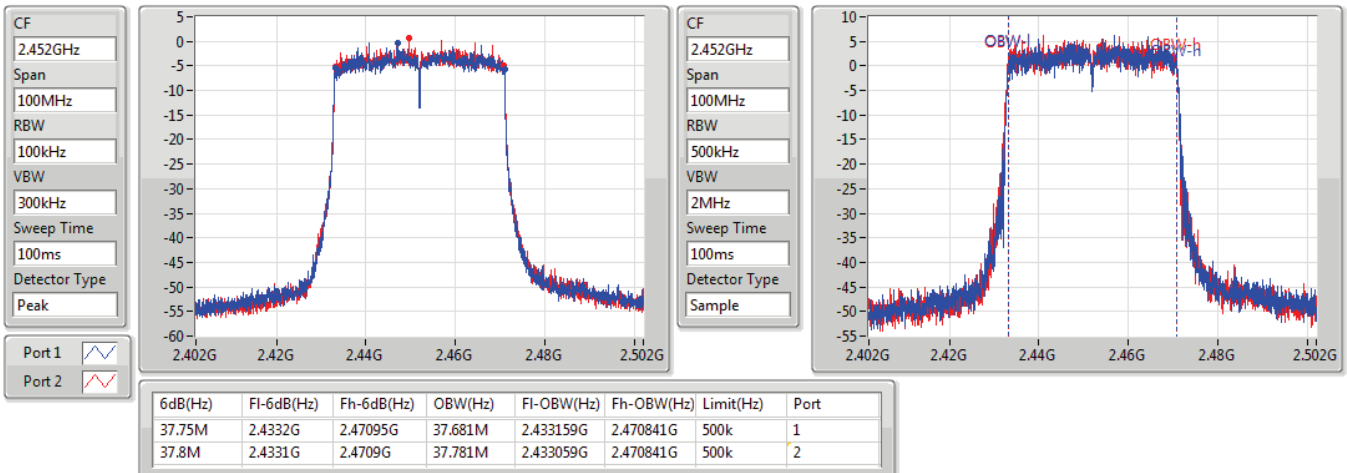 CF
2.452GHz
Span
100MHz
RBW
100kHz
VBW
300kHz
Sweep Time
100ms
Detector Type
Peak
Port 1
Port 2
5
0
-5
-10
-15
-20
-25
-30
-35
-40
-45
-50
-55
-60
2.402G 2.42G 2.44G 2.46G 2.48G 2.502G
CF
2.452GHz
Span
100MHz
RBW
500kHz
VBW
2MHz
Sweep Time
100ms
Detector Type
Sample
10
5
0
-5
-10
-15
-20
-25
-30
-35
-40
-45
-50
-55
OBW-l OBW-h
OBW-h
2.402G 2.42G 2.44G 2.46G 2.48G 2.502G
6dB(Hz) Fl-6dB(Hz) Fh-6dB(Hz) OBW(Hz) Fl-OBW(Hz) Fh-OBW(Hz) Limit(Hz) Port
37.75M 2.4332G 2.47095G 37.681M 2.433159G 2.470841G 500k 1
37.8M 2.4331G 2.4709G 37.781M 2.433059G 2.470841G 500k 2